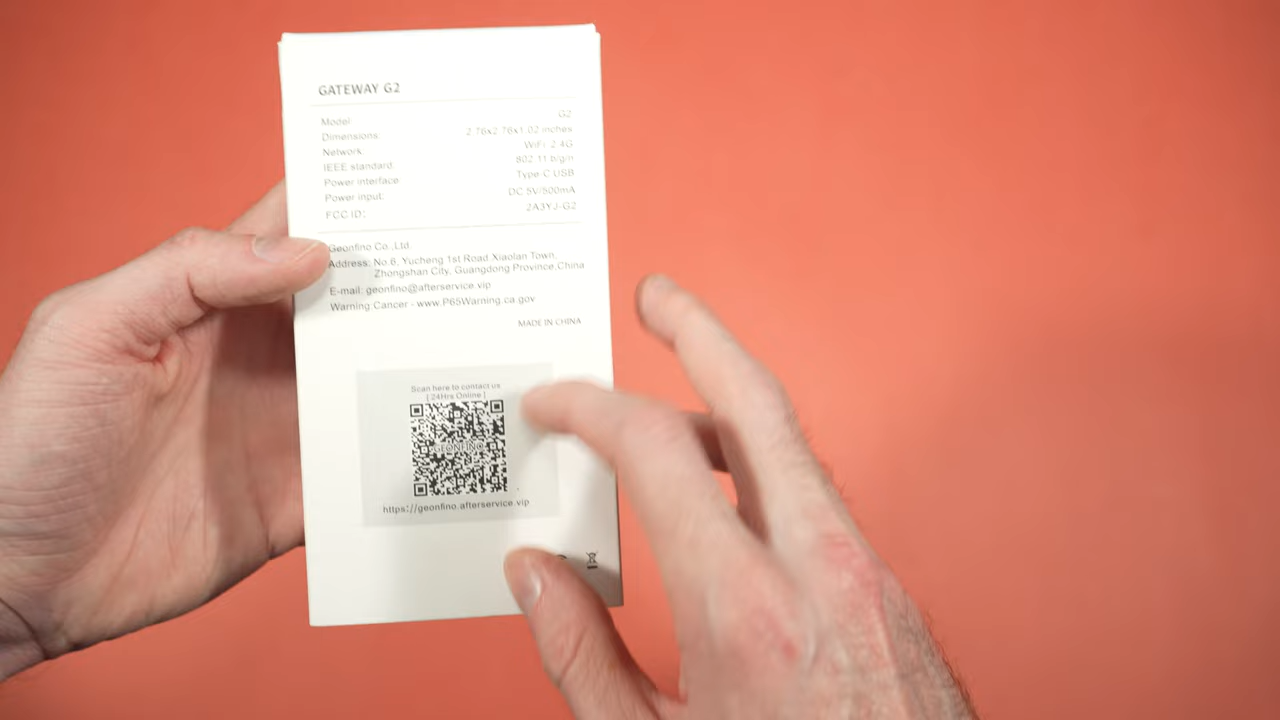 GATEWAY G2
Model: G2
Dimensions: 2.76x2.76x1.02 inches
Network: WiFi 2.4G
IEEE standard: 802.11 b/g/n
Power interface: Type-C USB
Power input: DC 5V/500mA
FCC ID: 2A3YJ-G2
Geonfino Co.,Ltd.
Address: No.6, Yucheng 1st Road Xiaolan Town,
Zhongshan City, Guangdong Province,China
E-mail: geonfino@afterservice.vip
Warning Cancer - www.P65Warning.ca.gov
MADE IN CHINA
Scan here to contact us
[ 24Hrs Online ]
GEONFINO
https://geonfino.afterservice.vip